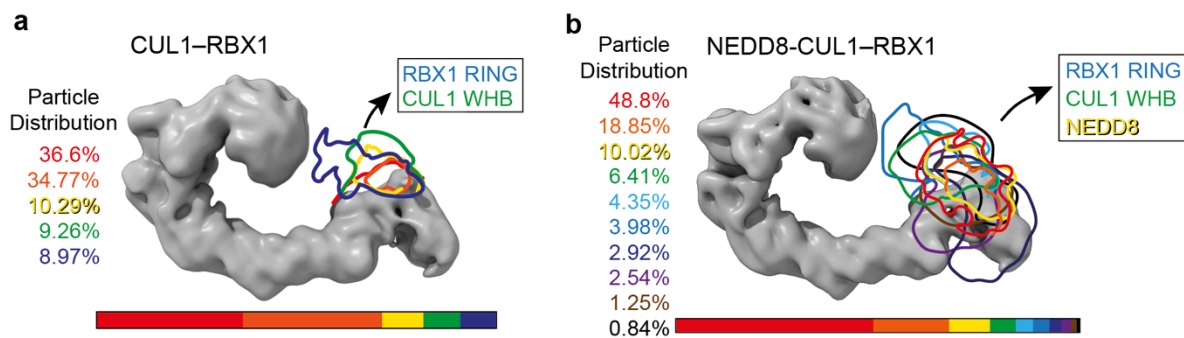 a
CUL1–RBX1
Particle
Distribution
36.6%
34.77%
10.29%
9.26%
8.97%
RBX1 RING
CUL1 WHB
b
NEDD8-CUL1–RBX1
Particle
Distribution
48.8%
18.85%
10.02%
6.41%
4.35%
3.98%
2.92%
2.54%
1.25%
0.84%
RBX1 RING
CUL1 WHB
NEDD8